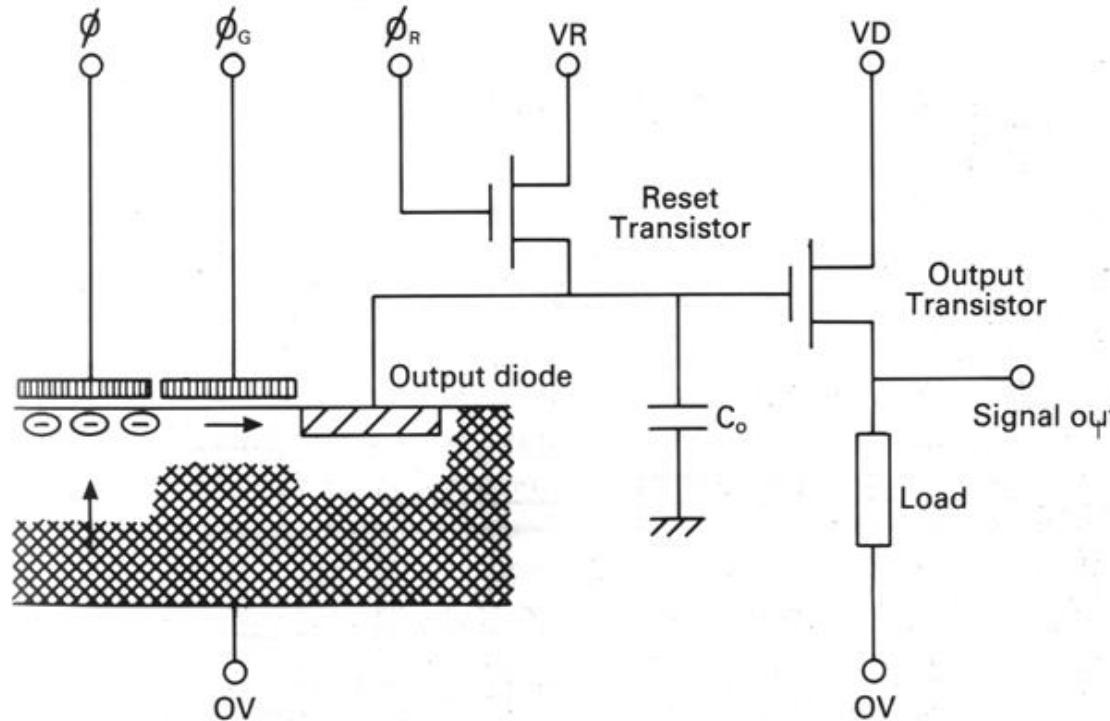 ϕ
ϕG
ϕR
VR
VD
Reset
Transistor
Output
Transistor
Output diode
Co
Signal out
Load
OV
OV